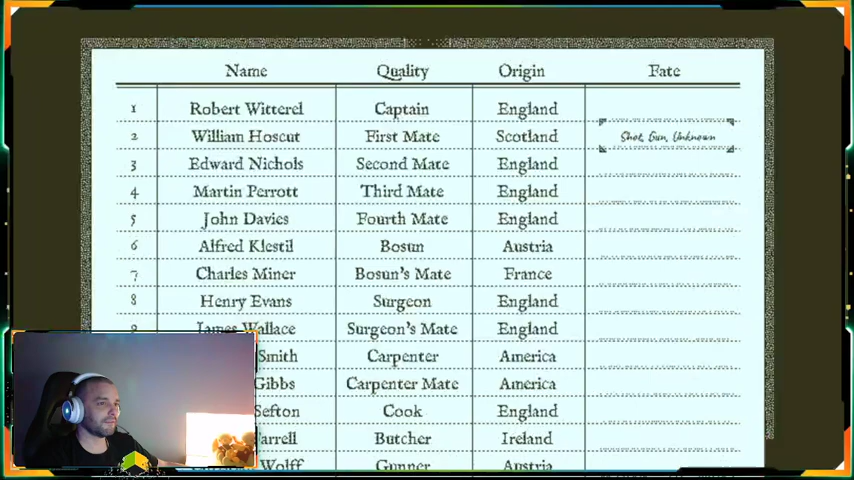 Name Quality Origin Fate
1 Robert Witterel Captain England
2 William Hoscut First Mate Scotland Shot, Gun, Unknown
3 Edward Nichols Second Mate England
4 Martin Perrott Third Mate England
5 John Davies Fourth Mate England
6 Alfred Klestil Bosun Austria
7 Charles Miner Bosun's Mate France
8 Henry Evans Surgeon England
James Wallace Surgeon's Mate England
Smith Carpenter America
Gibbs Carpenter Mate America
Sefton Cook England
Butcher Ireland
Wolff Gunner Austria